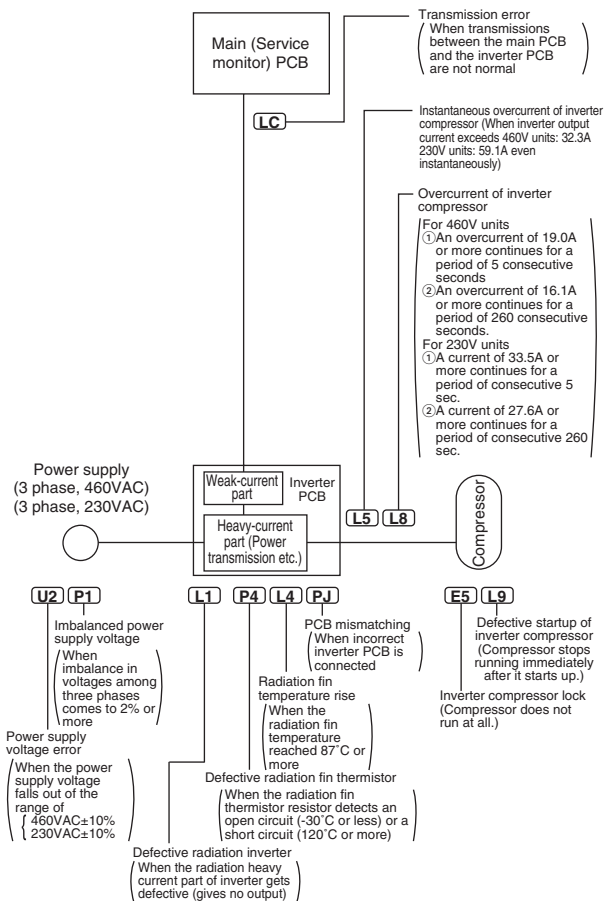 Main (Service
monitor) PCB
Transmission error
(When transmissions
between the main PCB
and the inverter PCB
are not normal)
LC
Instantaneous overcurrent of inverter
compressor (When inverter output
current exceeds 460V units: 32.3A
230V units: 59.1A even
instantaneously)
Overcurrent of inverter
compressor
(For 460V units
①An overcurrent of 19.0A
or more continues for a
period of 5 consecutive
seconds
②An overcurrent of 16.1A
or more continues for a
period of 260 consecutive
seconds.
For 230V units
①A current of 33.5A or
more continues for a
period of consecutive 5
sec.
②A current of 27.6A or
more continues for a
period of consecutive 260
sec.)
Power supply
(3 phase, 460VAC)
(3 phase, 230VAC)
Weak-current
part
Inverter
PCB
Heavy-current
part (Power
transmission etc.)
L5 L8
Compressor
U2 P1
L1
P4 L4 PJ
E5 L9
Imbalanced power
supply voltage
(When
imbalance in
voltages among
three phases
comes to 2% or
more)
Power supply
voltage error
(When the power
supply voltage
falls out of the
range of
{ 460VAC±10%
230VAC±10%)
PCB mismatching
(When incorrect
inverter PCB is
connected)
Radiation fin
temperature rise
(When the
radiation fin
temperature
reached 87˚C or
more)
Defective radiation fin thermistor
(When the radiation fin
thermistor resistor detects an
open circuit (-30˚C or less) or a
short circuit (120˚C or more))
Defective radiation inverter
(When the radiation heavy
current part of inverter gets
defective (gives no output))
Defective startup of
inverter compressor
(Compressor stops
running immediately
after it starts up.)
Inverter compressor lock
(Compressor does not
run at all.)